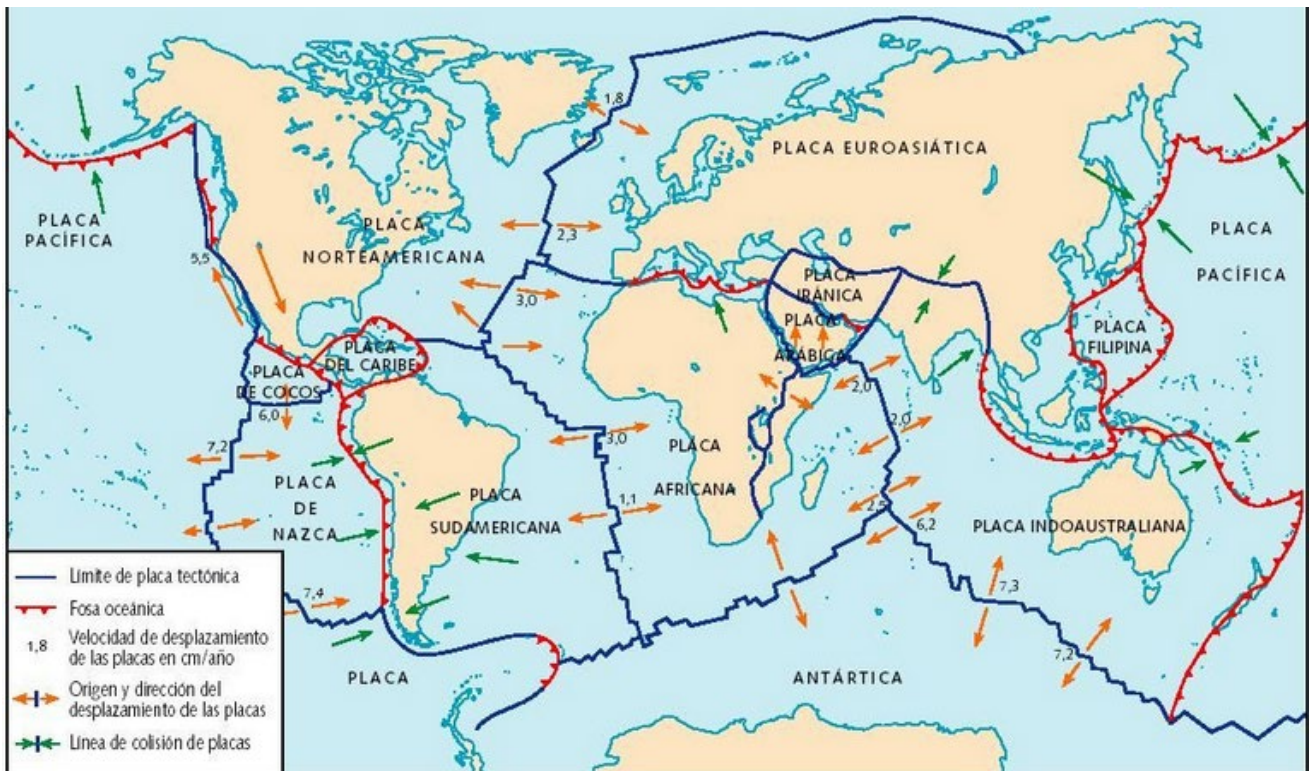 1,8
PLACA EUROASIÁTICA
PLACA
PACÍFICA
PLACA
NORTEAMERICANA
2,3
PLACA
PACÍFICA
5,5
3,0
PLACA
IRÁNICA
PLACA
ARÁBIGA
PLACA
FILIPINA
PLACA
DEL CARIBE
PLACA
DE COCOS
6,0
2,0
2,0
7,2
3,0
PLACA
AFRICANA
PLACA
DE
NAZCA
PLACA
SUDAMERICANA
1,1
2,5
6,2
PLACA INDOAUSTRALIANA
7,4
7,3
7,2
PLACA
ANTÁRTICA
Límite de placa tectónica
Fosa oceánica
1,8
Velocidad de desplazamiento
de las placas en cm/año
Origen y dirección del
desplazamiento de las placas
Línea de colisión de placas